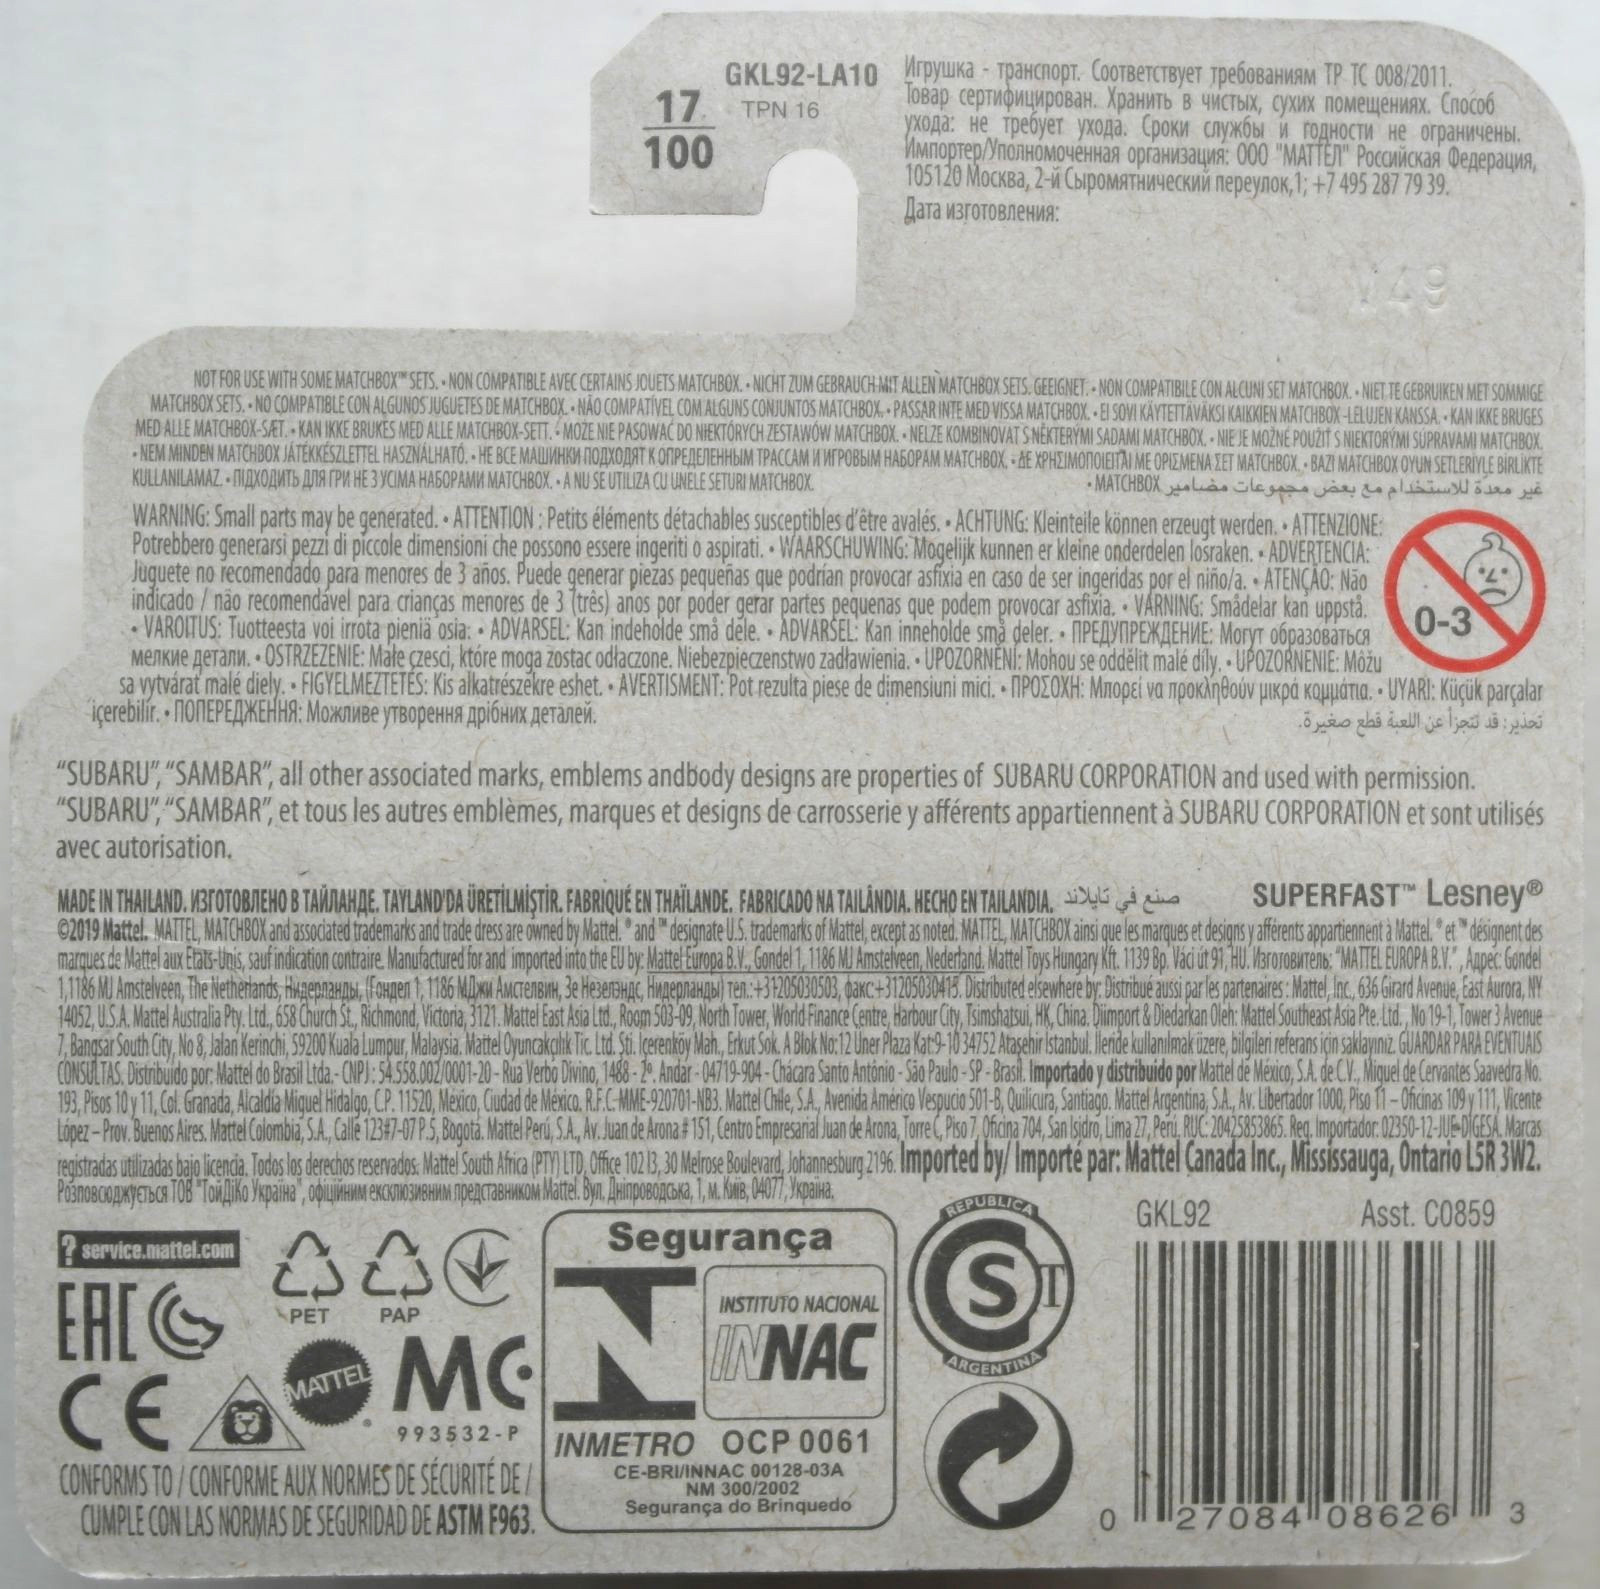 GKL92-LA10
17
TPN 16
100
Игрушка - транспорт. Соответствует требованиям ТР ТС 008/2011.
Товар сертифицирован. Хранить в чистых, сухих помещениях. Способ
ухода: не требует ухода. Сроки службы и годности не ограничены.
Импортер/Уполномоченная организация: ООО "МАТТЕЛ" Российская Федерация,
105120 Москва, 2-й Сыромятнический переулок,1; +7 495 287 79 39.
Дата изготовления:
V49
NOT FOR USE WITH SOME MATCHBOX™ SETS. • NON COMPATIBLE AVEC CERTAINS JOUETS MATCHBOX. • NICHT ZUM GEBRAUCH MIT ALLEN MATCHBOX SETS. GEEIGNET. • NON COMPATIBILE CON ALCUNI SET MATCHBOX. • NIET TE GEBRUIKEN MET SOMMIGE
MATCHBOX SETS. • NO COMPATIBLE CON ALGUNOS JUGUETES DE MATCHBOX. • NÃO COMPATÍVEL COM ALGUNS CONJUNTOS MATCHBOX. • PASSAR INTE MED VISSA MATCHBOX. • EI SOVI KÄYTETTÄVÄKSI KAIKKIEN MATCHBOX -LELUJEN KANSSA. • KAN IKKE BRUGES
MED ALLE MATCHBOX-SÆT. • KAN IKKE BRUKES MED ALLE MATCHBOX-SETT. • MOŻE NIE PASOWAĆ DO NIEKTÓRYCH ZESTAWÓW MATCHBOX. • NELZE KOMBINOVAT S NĚKTERÝMI SADAMI MATCHBOX. • NIE JE MOŽNÉ POUŽIŤ S NIEKTORÝMI SÚPRAVAMI MATCHBOX.
• NEM MINDEN MATCHBOX JÁTÉKKÉSZLETTEL HASZNÁLHATÓ. • НЕ ВСЕ МАШИНКИ ПОДХОДЯТ К ОПРЕДЕЛЕННЫМ ТРАССАМ И ИГРОВЫМ НАБОРАМ MATCHBOX. • ΔΕ ΧΡΗΣΙΜΟΠΟΙΕΙΤΑΙ ΜΕ ΟΡΙΣΜΕΝΑ ΣΕΤ MATCHBOX. • BAZI MATCHBOX OYUN SETLERİYLE BİRLİKTE
KULLANILAMAZ. • ПІДХОДИТЬ ДЛЯ ГРИ НЕ З УСІМА НАБОРАМИ MATCHBOX. • A NU SE UTILIZA CU UNELE SETURI MATCHBOX. • MATCHBOX غير معدة للاستخدام مع بعض مجموعات مضامير
WARNING: Small parts may be generated. • ATTENTION : Petits éléments détachables susceptibles d'être avalés. • ACHTUNG: Kleinteile können erzeugt werden. • ATTENZIONE:
Potrebbero generarsi pezzi di piccole dimensioni che possono essere ingeriti o aspirati. • WAARSCHUWING: Mogelijk kunnen er kleine onderdelen losraken. • ADVERTENCIA:
Juguete no recomendado para menores de 3 años. Puede generar piezas pequeñas que podrían provocar asfixia en caso de ser ingeridas por el niño/a. • ATENÇÃO: Não
indicado / não recomendável para crianças menores de 3 (três) anos por poder gerar partes pequenas que podem provocar asfixia. • VARNING: Smådelar kan uppstå.
• VAROITUS: Tuotteesta voi irrota pieniä osia. • ADVARSEL: Kan indeholde små dele. • ADVARSEL: Kan inneholde små deler. • ПРЕДУПРЕЖДЕНИЕ: Могут образоваться
мелкие детали. • OSTRZEZENIE: Małe czesci, które moga zostac odłaczone. Niebezpieczenstwo zadławienia. • UPOZORNĚNÍ: Mohou se oddělit malé díly. • UPOZORNENIE: Môžu
sa vytvárať malé diely. • FIGYELMEZTETÉS: Kis alkatrészekre eshet. • AVERTISMENT: Pot rezulta piese de dimensiuni mici. • ΠΡΟΣΟΧΗ: Μπορεί να προκληθούν μικρά κομμάτια. • UYARI: Küçük parçalar
içerebilir. • ПОПЕРЕДЖЕННЯ: Можливе утворення дрібних деталей. تحذير: قد تتجزأ عن اللعبة قطع صغيرة.
0-3
“SUBARU”, “SAMBAR”, all other associated marks, emblems andbody designs are properties of SUBARU CORPORATION and used with permission.
“SUBARU”, “SAMBAR”, et tous les autres emblèmes, marques et designs de carrosserie y afférents appartiennent à SUBARU CORPORATION et sont utilisés
avec autorisation.
MADE IN THAILAND. ИЗГОТОВЛЕНО В ТАЙЛАНДЕ. TAYLAND'DA ÜRETİLMİŞTİR. FABRIQUÉ EN THAÏLANDE. FABRICADO NA TAILÂNDIA. HECHO EN TAILANDIA. صنع في تايلاند
SUPERFAST™ Lesney®
©2019 Mattel. MATTEL, MATCHBOX and associated trademarks and trade dress are owned by Mattel. ® and ™ designate U.S. trademarks of Mattel, except as noted. MATTEL, MATCHBOX ainsi que les marques et designs y afférents appartiennent à Mattel. ® et ™ désignent des
marques de Mattel aux États-Unis, sauf indication contraire. Manufactured for and imported into the EU by: Mattel Europa B.V., Gondel 1, 1186 MJ Amstelveen, Nederland. Mattel Toys Hungary Kft. 1139 Bp. Váci út 91, HU. Изготовитель: "MATTEL EUROPA B.V.", Адрес: Gondel
1,1186 MJ Amstelveen, The Netherlands, Нидерланды, (Гондел 1, 1186 МДжи Амстелвин, Зе Незелэндс, Нидерланды) тел.:+31205030503, факс:+31205030415. Distributed elsewhere by: Distribué aussi par les partenaires : Mattel, Inc., 636 Girard Avenue, East Aurora, NY
14052, U.S.A. Mattel Australia Pty. Ltd., 658 Church St., Richmond, Victoria, 3121. Mattel East Asia Ltd., Room 503-09, North Tower, World Finance Centre, Harbour City, Tsimshatsui, HK, China. Diimport & Diedarkan Oleh: Mattel Southeast Asia Pte. Ltd., No 19-1, Tower 3 Avenue
7, Bangsar South City, No 8, Jalan Kerinchi, 59200 Kuala Lumpur, Malaysia. Mattel Oyuncakçılık Tic. Ltd. Şti. İçerenköy Mah., Erkut Sok. A Blok No:12 Üner Plaza Kat:9-10 34752 Ataşehir İstanbul. İleride kullanılmak üzere, bilgileri referans için saklayınız. GUARDAR PARA EVENTUAIS
CONSULTAS. Distribuido por: Mattel do Brasil Ltda.- CNPJ : 54.558.002/0001-20 - Rua Verbo Divino, 1488 - 2º. Andar - 04719-904 - Chácara Santo Antônio - São Paulo - SP - Brasil. Importado y distribuido por Mattel de México, S.A. de C.V., Miguel de Cervantes Saavedra No.
193, Pisos 10 y 11, Col. Granada, Alcaldía Miguel Hidalgo, C.P. 11520, México, Ciudad de México. R.F.C. MME-920701-NB3. Mattel Chile, S.A., Avenida Américo Vespucio 501-B, Quilicura, Santiago. Mattel Argentina, S.A., Av. Libertador 1000, Piso 11 – Oficinas 109 y 111, Vicente
López – Prov. Buenos Aires. Mattel Colombia, S.A., Calle 123#7-07 P.5, Bogotá. Mattel Perú, S.A., Av. Juan de Arona # 151, Centro Empresarial Juan de Arona, Torre C, Piso 7, Oficina 704, San Isidro, Lima 27, Perú. RUC: 20425853865. Reg. Importador: 02350-12-JUE-DIGESA. Marcas
registradas utilizadas bajo licencia. Todos los derechos reservados. Mattel South Africa (PTY) LTD, Office 102 I3, 30 Melrose Boulevard, Johannesburg 2196. Imported by/ Importé par: Mattel Canada Inc., Mississauga, Ontario L5R 3W2.
Розповсюджується ТОВ "ТойДіКо Україна", офіційним ексклюзивним представником Mattel. Вул. Дніпроводська, 1, м. Київ, 04077, Україна.
? service.mattel.com
PET
PAP
EAC
MATTEL
®
MC
993532-P
CE
CONFORMS TO / CONFORME AUX NORMES DE SÉCURITÉ DE /
CUMPLE CON LAS NORMAS DE SEGURIDAD DE ASTM F963.
Segurança
INSTITUTO NACIONAL
INNAC
INMETRO OCP 0061
CE-BRI/INNAC 00128-03A
NM 300/2002
Segurança do Brinquedo
REPUBLICA
S
T
ARGENTINA
GKL92 Asst. C0859
0 27084 08626 3